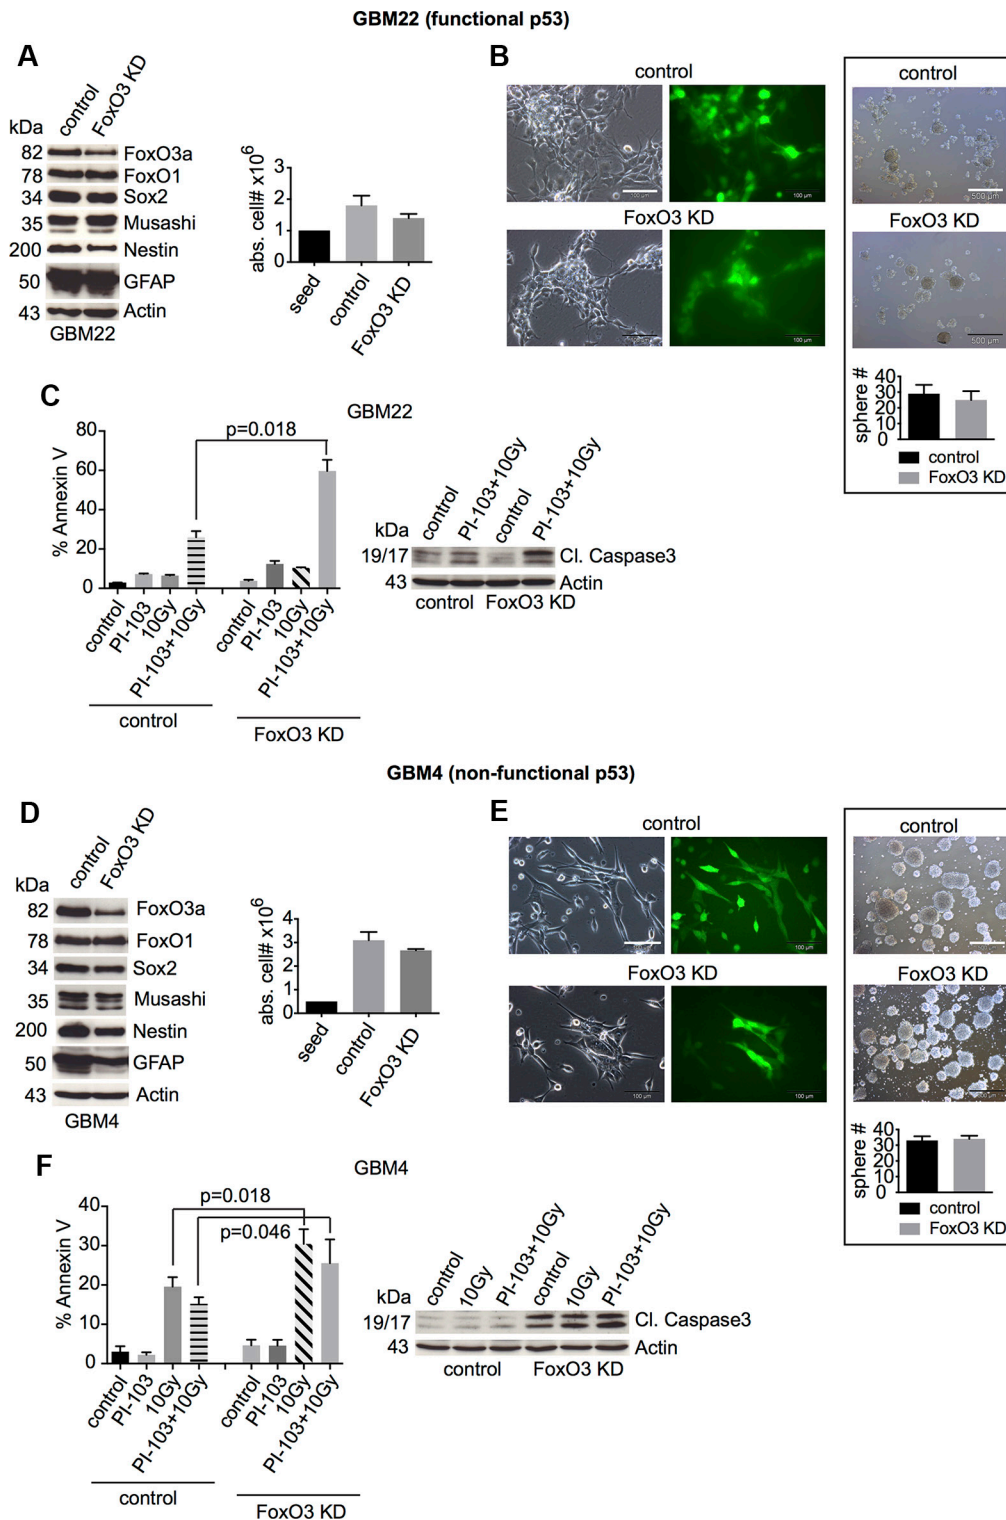 GBM22 (functional p53)
A
control
FoxO3 KD
kDa
82
FoxO3a
78
FoxO1
34
Sox2
35
Musashi
200
Nestin
50
GFAP
43
Actin
GBM22
abs. cell# x10^6
3
2
1
0
seed
control
FoxO3 KD
B
control
100 µm
FoxO3 KD
100 µm
control
500 µm
FoxO3 KD
500 µm
sphere #
40
30
20
10
0
control
FoxO3 KD
C
GBM22
% Annexin V
80
60
40
20
0
p=0.018
control
PI-103
10Gy
PI-103+10Gy
control
PI-103
10Gy
PI-103+10Gy
control
FoxO3 KD
control
PI-103+10Gy
control
PI-103+10Gy
kDa
19/17
Cl. Caspase3
43
Actin
control
FoxO3 KD
GBM4 (non-functional p53)
D
control
FoxO3 KD
kDa
82
FoxO3a
78
FoxO1
34
Sox2
35
Musashi
200
Nestin
50
GFAP
43
Actin
GBM4
abs. cell# x10^6
4
3
2
1
0
seed
control
FoxO3 KD
E
control
100 µm
FoxO3 KD
100 µm
100 µm
control
FoxO3 KD
sphere #
40
30
20
10
0
control
FoxO3 KD
F
GBM4
% Annexin V
40
30
20
10
0
p=0.018
p=0.046
control
PI-103
10Gy
PI-103+10Gy
control
PI-103
10Gy
PI-103+10Gy
control
FoxO3 KD
control
10Gy
PI-103+10Gy
control
10Gy
PI-103+10Gy
kDa
19/17
Cl. Caspase3
43
Actin
control
FoxO3 KD